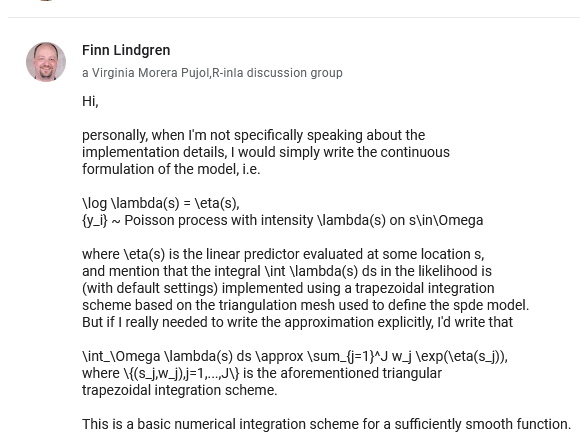 Finn Lindgren
a Virginia Morera Pujol,R-inla discussion group
Hi,
personally, when I'm not specifically speaking about the
implementation details, I would simply write the continuous
formulation of the model, i.e.
\log \lambda(s) = \eta(s),
{y_i} ~ Poisson process with intensity \lambda(s) on s\in\Omega
where \eta(s) is the linear predictor evaluated at some location s,
and mention that the integral \int \lambda(s) ds in the likelihood is
(with default settings) implemented using a trapezoidal integration
scheme based on the triangulation mesh used to define the spde model.
But if I really needed to write the approximation explicitly, I'd write that
\int_\Omega \lambda(s) ds \approx \sum_{j=1}^J w_j \exp(\eta(s_j)),
where \{(s_j,w_j),j=1,...,J\} is the aforementioned triangular
trapezoidal integration scheme.
This is a basic numerical integration scheme for a sufficiently smooth function.